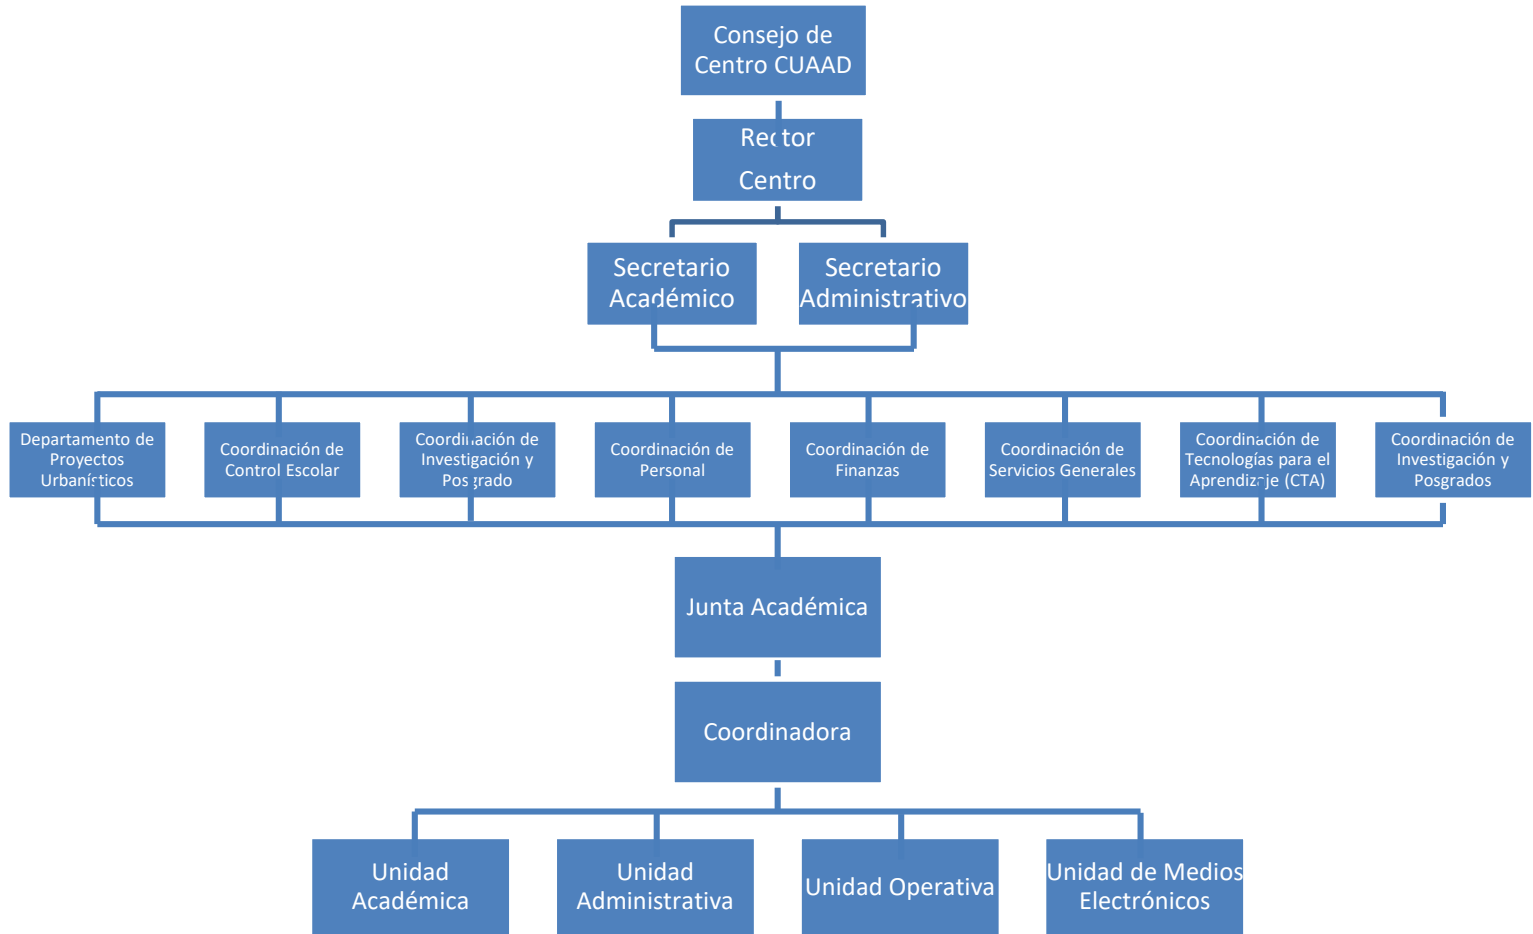 Consejo de
Centro CUAAD
Rector
Centro
Secretario
Académico
Secretario
Administrativo
Departamento de
Proyectos
Urbanísticos
Coordinación de
Control Escolar
Coordinación de
Investigación y
Posgrado
Coordinación de
Personal
Coordinación de
Finanzas
Coordinación de
Servicios Generales
Coordinación de
Tecnologías para el
Aprendizaje (CTA)
Coordinación de
Investigación y
Posgrados
Junta Académica
Coordinadora
Unidad
Académica
Unidad
Administrativa
Unidad Operativa
Unidad de Medios
Electrónicos